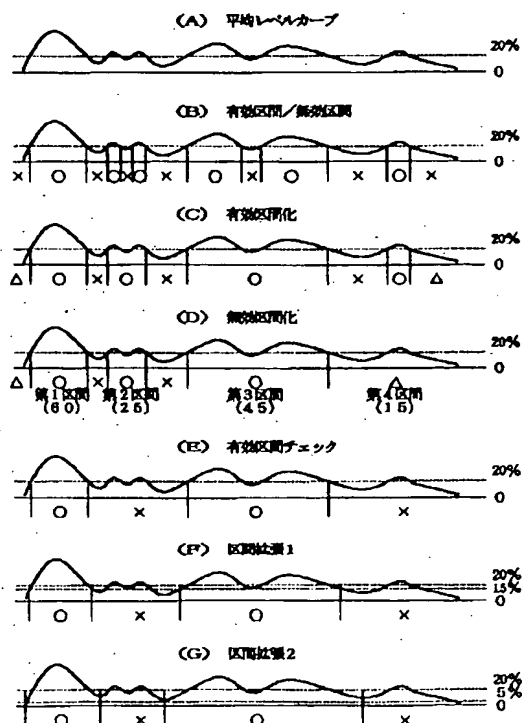 (A) 平均レベルカーブ
20%
0
(B) 有効区間/無効区間
20%
0
× ○ × ○ × ○ × ○ × ○ × ○ ×
(C) 有効区間化
20%
0
△ ○ × ○ × ○ × ○ △
(D) 無効区間化
20%
0
△ ○ × ○ × ○ △
第1区間 第2区間 第3区間 第4区間
(60) (25) (45) (15)
(E) 有効区間チェック
20%
0
○ × ○ ×
(F) 区間拡張1
20%
15%
0
○ × ○ ×
(G) 区間拡張2
20%
5%
0
○ × ○ ×